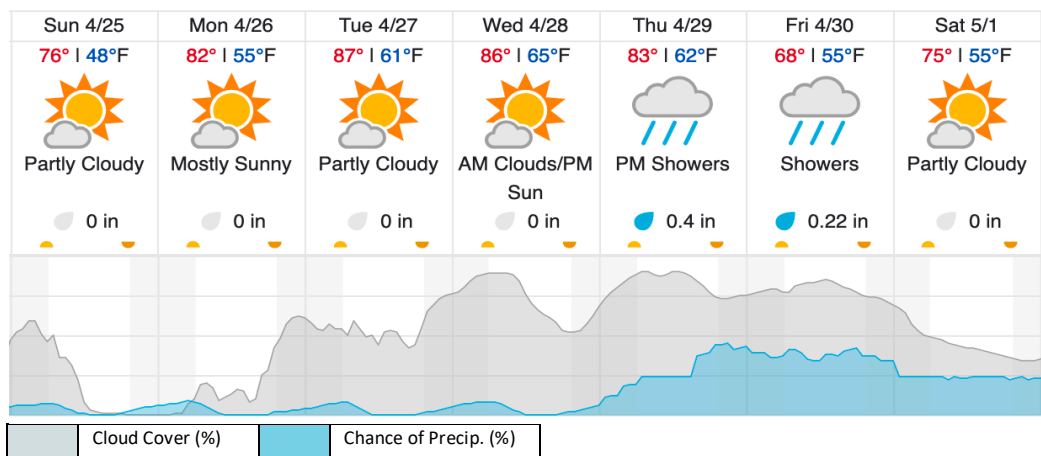 Sun 4/25 Mon 4/26 Tue 4/27 Wed 4/28 Thu 4/29 Fri 4/30 Sat 5/1
76° | 48°F 82° | 55°F 87° | 61°F 86° | 65°F 83° | 62°F 68° | 55°F 75° | 55°F
Partly Cloudy Mostly Sunny Partly Cloudy AM Clouds/PM PM Showers Showers Partly Cloudy
Sun
0 in 0 in 0 in 0 in 0.4 in 0.22 in 0 in
Cloud Cover (%) Chance of Precip. (%)